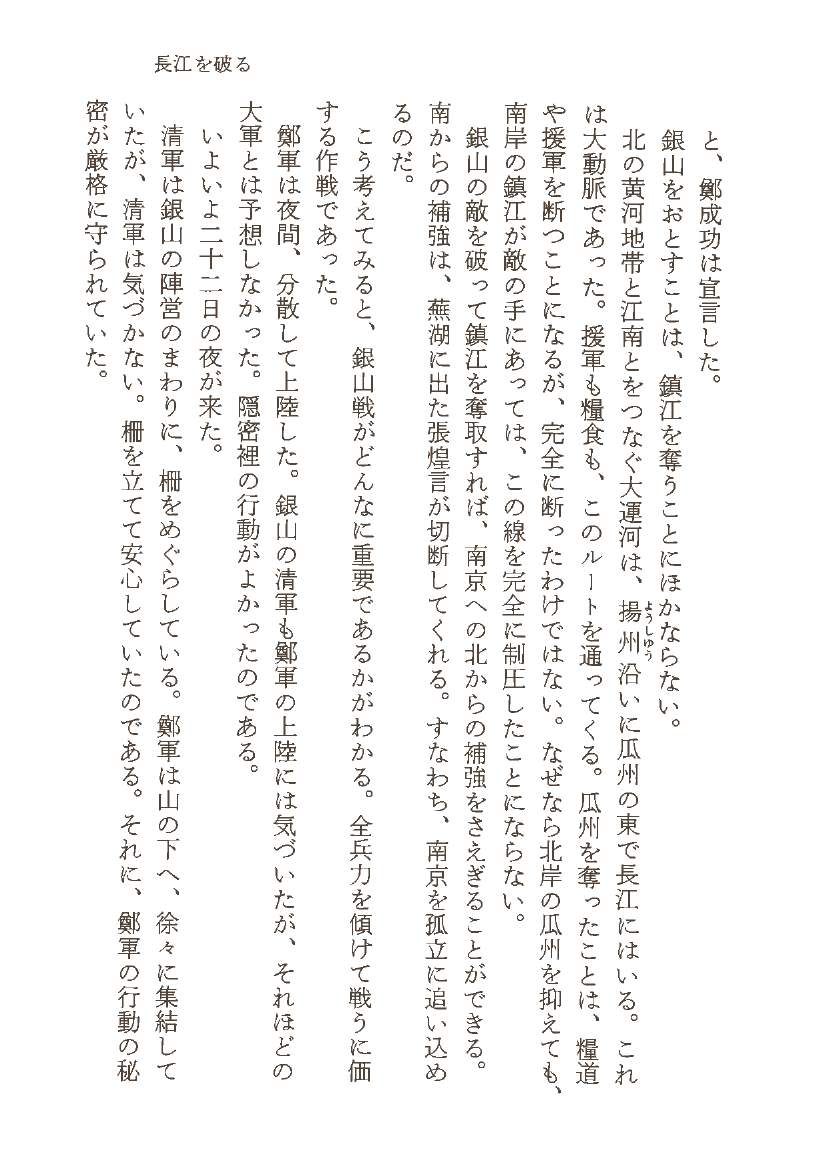 長江を破る
と、鄭成功は宣言した。
銀山をおとすことは、鎮江を奪うことにほかならない。
北の黄河地帯と江南とをつなぐ大運河は、揚州沿いに瓜州の東で長江にはいる。これ
ようしゆう
は大動脈であった。援軍も糧食も、このルートを通ってくる。瓜州を奪ったことは、糧道
や援軍を断つことになるが、完全に断ったわけではない。なぜなら北岸の瓜州を抑えても、
南岸の鎮江が敵の手にあっては、この線を完全に制圧したことにならない。
銀山の敵を破って鎮江を奪取すれば、南京への北からの補強をさえぎることができる。
南からの補強は、蕪湖に出た張煌言が切断してくれる。すなわち、南京を孤立に追い込め
るのだ。
こう考えてみると、銀山戦がどんなに重要であるかがわかる。全兵力を傾けて戦うに価
する作戦であった。
鄭軍は夜間、分散して上陸した。銀山の清軍も鄭軍の上陸には気づいたが、それほどの
大軍とは予想しなかった。隠密裡の行動がよかったのである。
いよいよ二十二日の夜が来た。
清軍は銀山の陣営のまわりに、柵をめぐらしている。鄭軍は山の下へ、徐々に集結して
いたが、清軍は気づかない。柵を立てて安心していたのである。それに、鄭軍の行動の秘
密が厳格に守られていた。